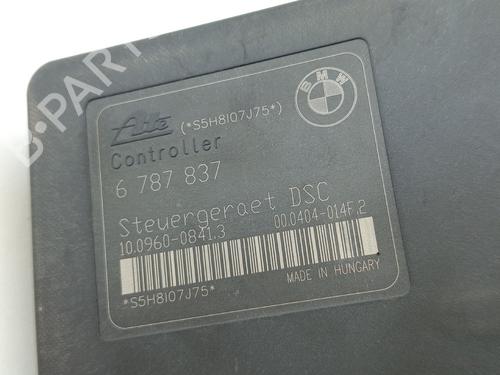 Ate (*S5H8I07J75*)
BMW
Controller
6 787 837
Steuergeraet DSC
10.0960-0841.3 00.0404-014F.2
*S5H8I07J75*
MADE IN HUNGARY
B-PARTS